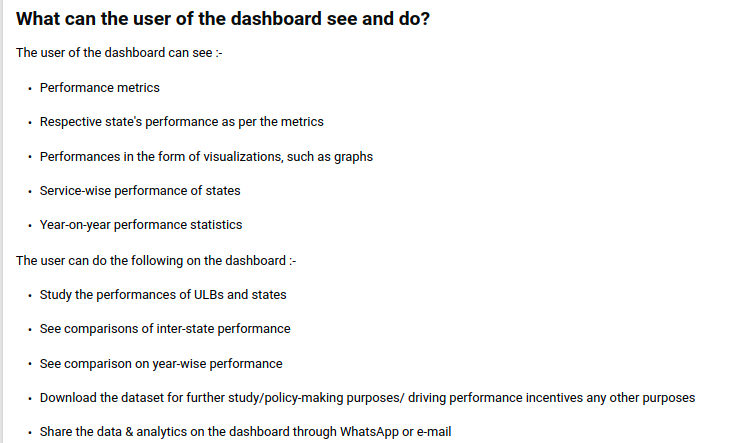 What can the user of the dashboard see and do?
The user of the dashboard can see :-
• Performance metrics
• Respective state's performance as per the metrics
• Performances in the form of visualizations, such as graphs
• Service-wise performance of states
• Year-on-year performance statistics
The user can do the following on the dashboard :-
• Study the performances of ULBs and states
• See comparisons of inter-state performance
• See comparison on year-wise performance
• Download the dataset for further study/policy-making purposes/ driving performance incentives any other purposes
• Share the data & analytics on the dashboard through WhatsApp or e-mail